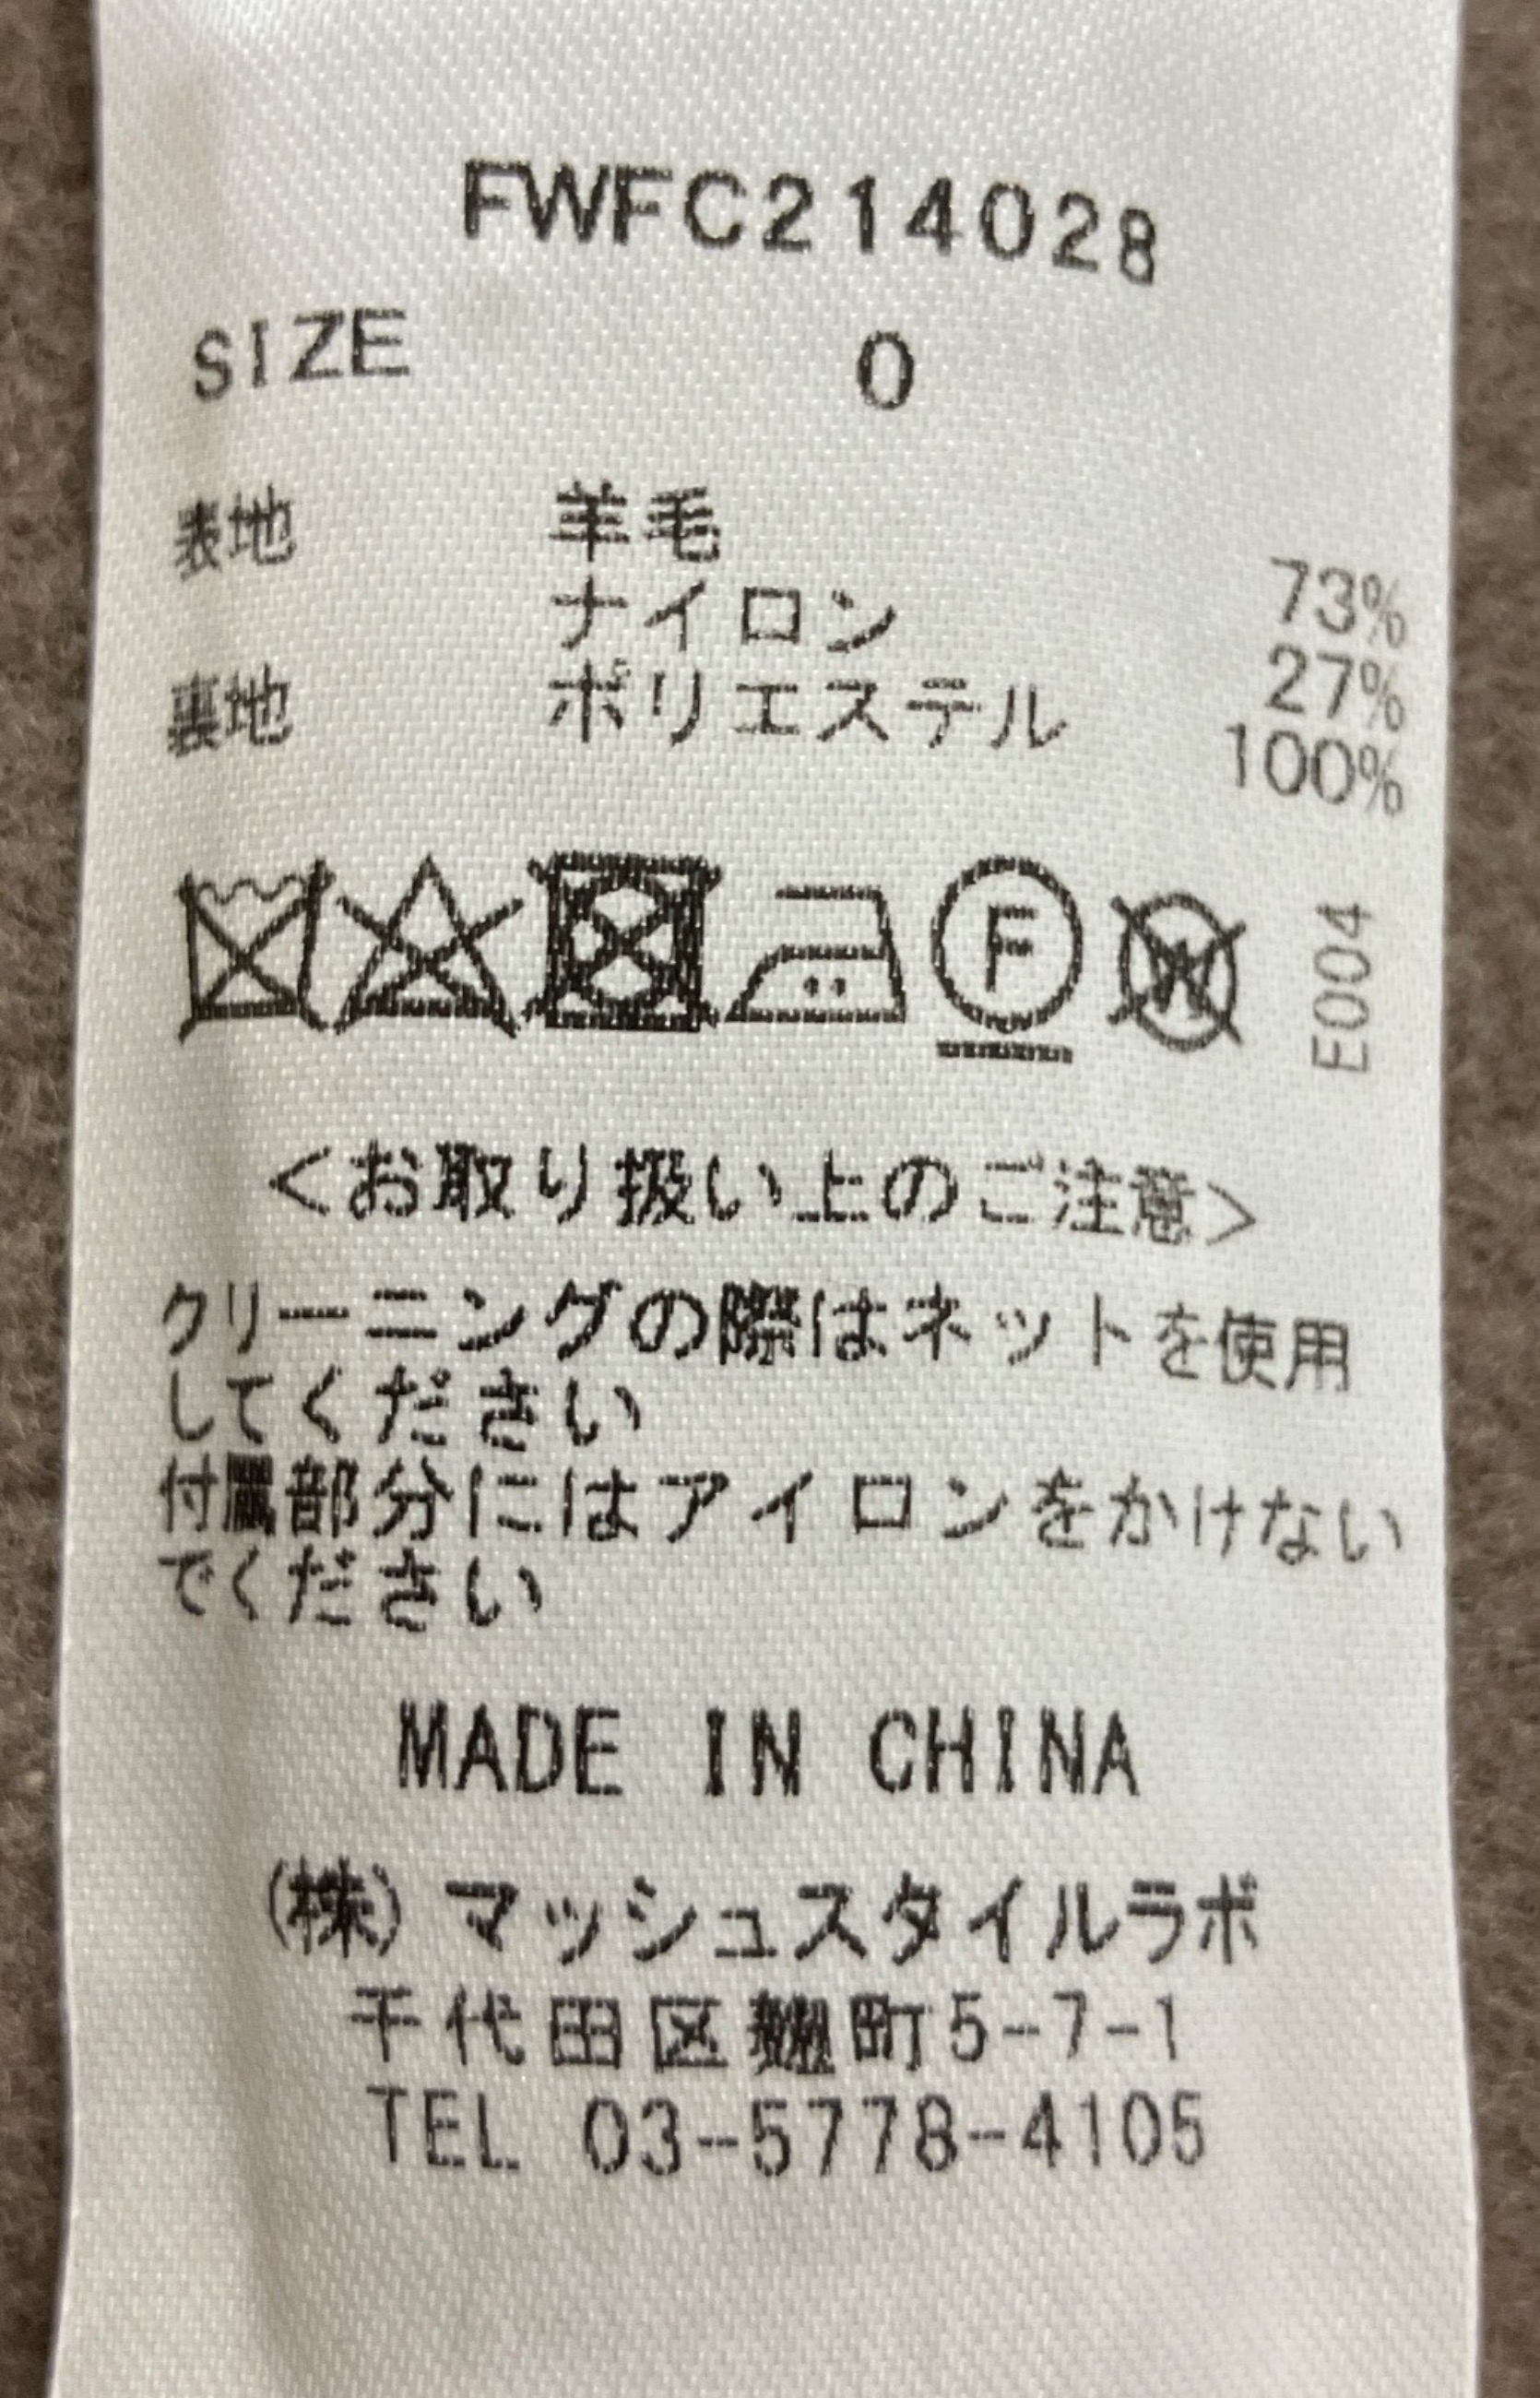 FWFC214028
SIZE 0
表地 羊毛 73%
ナイロン 27%
裏地 ポリエステル 100%
F W E004
<お取り扱い上のご注意>
クリーニングの際はネットを使用
してください
付属部分にはアイロンをかけない
でください
MADE IN CHINA
(株)マッシュスタイルラボ
千代田区麹町5-7-1
TEL 03-5778-4105